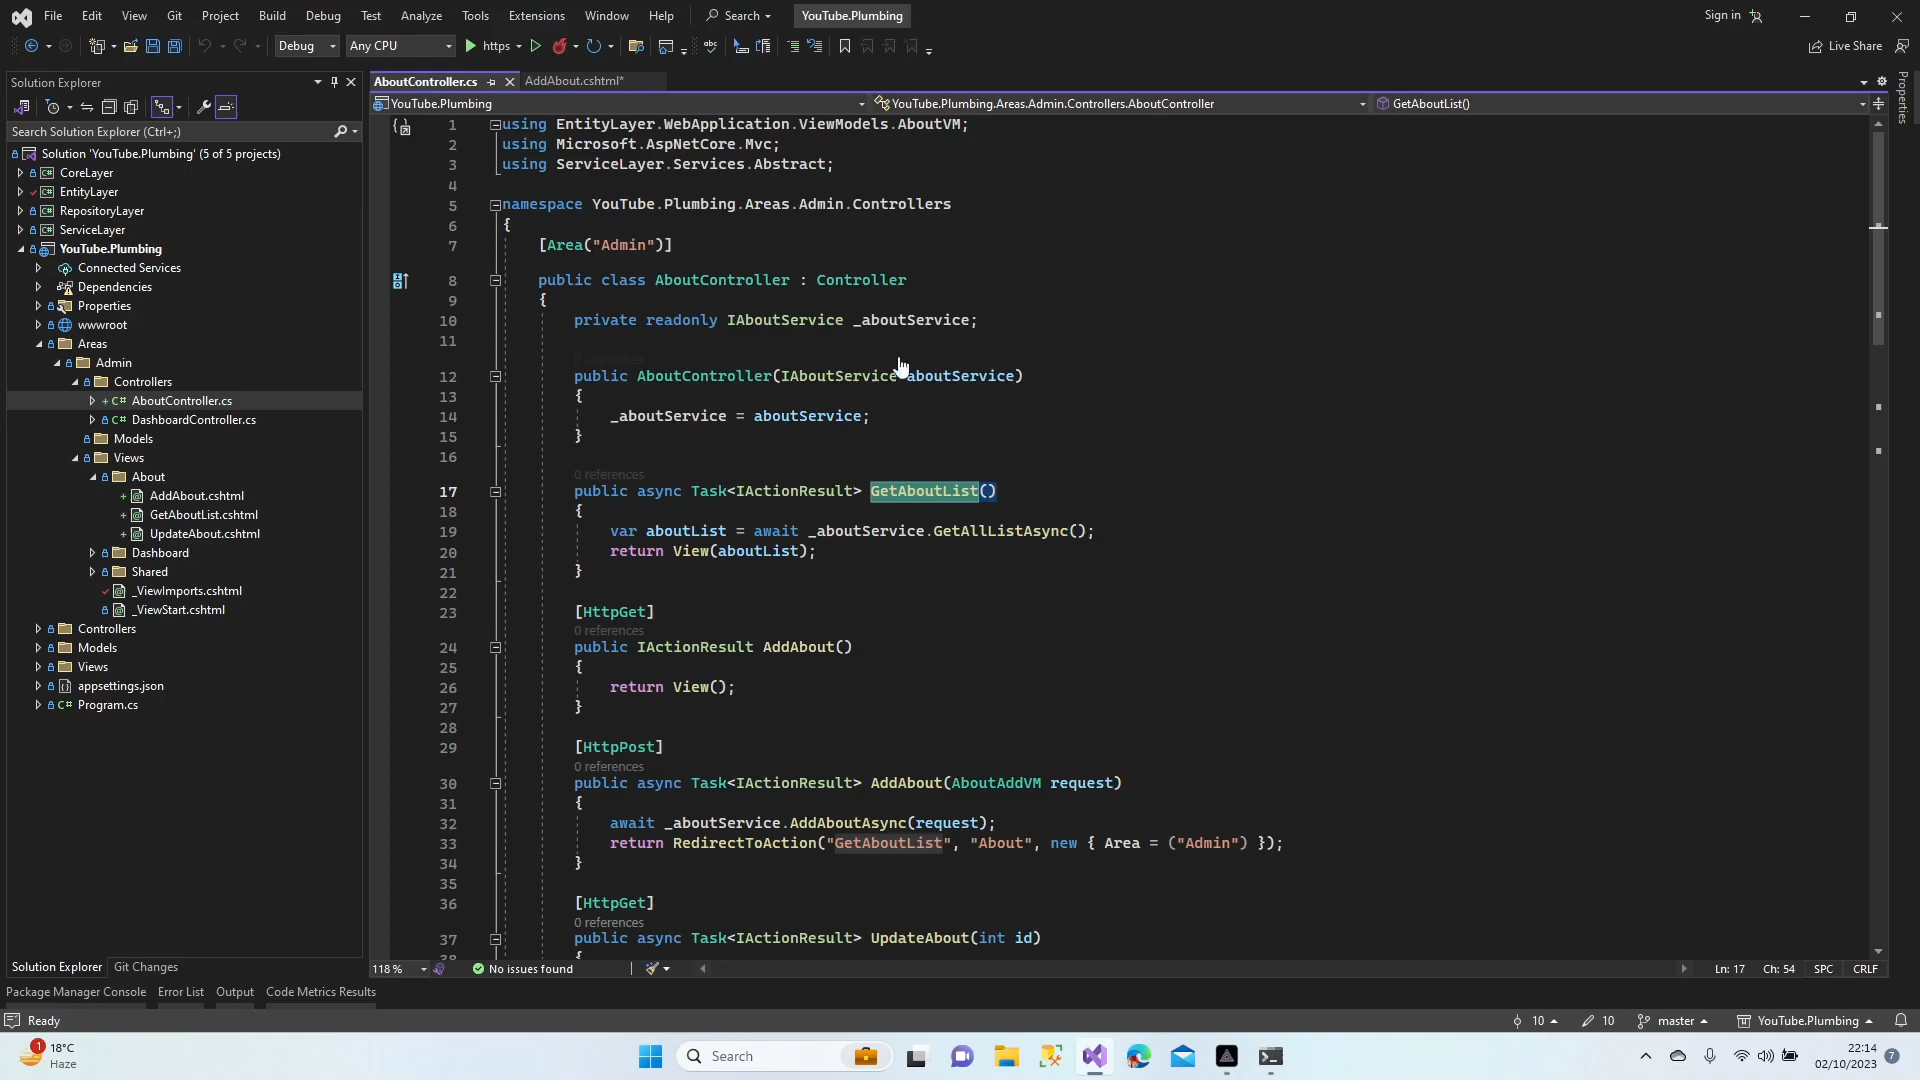 File Edit View Git Project Build Debug Test Analyze Tools Extensions Window Help Search YouTube.Plumbing Sign in
Debug Any CPU https Live Share
Solution Explorer
Search Solution Explorer (Ctrl+;)
Solution 'YouTube.Plumbing' (5 of 5 projects)
CoreLayer
EntityLayer
RepositoryLayer
ServiceLayer
YouTube.Plumbing
Connected Services
Dependencies
Properties
wwwroot
Areas
Admin
Controllers
AboutController.cs
DashboardController.cs
Models
Views
About
AddAbout.cshtml
GetAboutList.cshtml
UpdateAbout.cshtml
Dashboard
Shared
_ViewImports.cshtml
_ViewStart.cshtml
Controllers
Models
Views
appsettings.json
Program.cs
Solution Explorer Git Changes
AboutController.cs AddAbout.cshtml*
YouTube.Plumbing YouTube.Plumbing.Areas.Admin.Controllers.AboutController GetAboutList()
1 using EntityLayer.WebApplication.ViewModels.AboutVM;
2 using Microsoft.AspNetCore.Mvc;
3 using ServiceLayer.Services.Abstract;
4
5 namespace YouTube.Plumbing.Areas.Admin.Controllers
6 {
7 [Area("Admin")]
8 public class AboutController : Controller
9 {
10 private readonly IAboutService _aboutService;
11
0 references
12 public AboutController(IAboutService aboutService)
13 {
14 _aboutService = aboutService;
15 }
16
0 references
17 public async Task<IActionResult> GetAboutList()
18 {
19 var aboutList = await _aboutService.GetAllListAsync();
20 return View(aboutList);
21 }
22
23 [HttpGet]
0 references
24 public IActionResult AddAbout()
25 {
26 return View();
27 }
28
29 [HttpPost]
0 references
30 public async Task<IActionResult> AddAbout(AboutAddVM request)
31 {
32 await _aboutService.AddAboutAsync(request);
33 return RedirectToAction("GetAboutList", "About", new { Area = ("Admin") });
34 }
35
36 [HttpGet]
0 references
37 public async Task<IActionResult> UpdateAbout(int id)
38 {
Properties
118 % No issues found Ln: 17 Ch: 54 SPC CRLF
Package Manager Console Error List Output Code Metrics Results
Ready 10 10 master YouTube.Plumbing
1 18°C
Haze
Search
22:14
02/10/2023 7